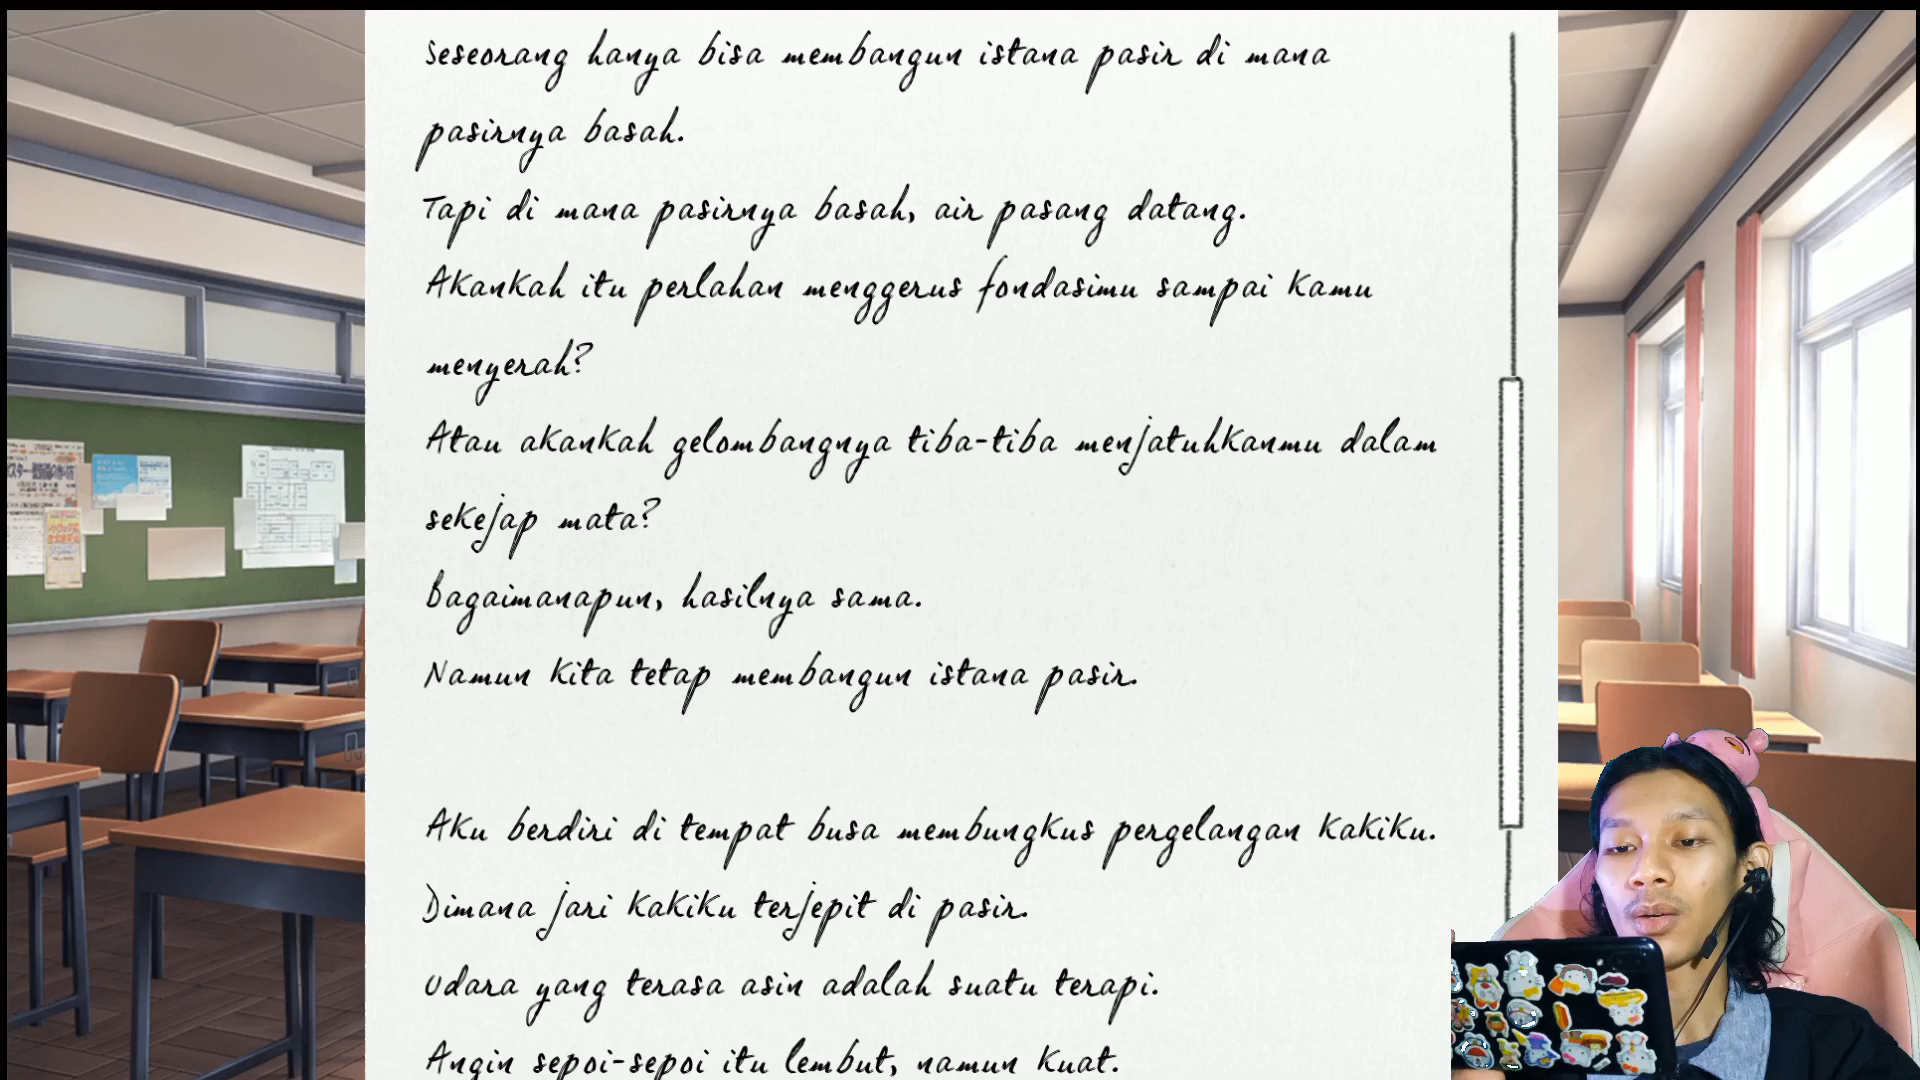 Seseorang hanya bisa membangun istana pasir di mana
pasirnya basah.
Tapi di mana pasirnya basah, air pasang datang.
Akankah itu perlahan menggerus fondasimu sampai kamu
menyerah?
Atau akankah gelombangnya tiba-tiba menjatuhkanmu dalam
sekejap mata?
Bagaimanapun, hasilnya sama.
Namun kita tetap membangun istana pasir.
Aku berdiri di tempat busa membungkus pergelangan kakiku.
Dimana jari kakiku terjepit di pasir.
Udara yang terasa asin adalah suatu terapi.
Angin sepoi-sepoi itu lembut, namun kuat.